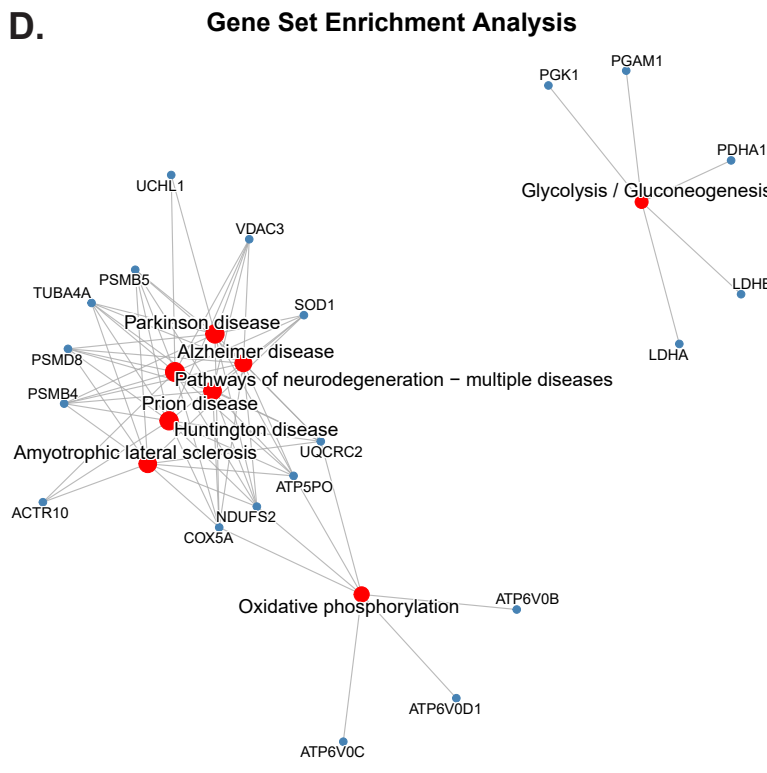 D.
Gene Set Enrichment Analysis
PGAM1
PGK1
PDHA1
UCHL1
Glycolysis / Gluconeogenesis
VDAC3
PSMB5
LDHB
TUBA4A
SOD1
Parkinson disease
Alzheimer disease
LDHA
PSMD8
Pathways of neurodegeneration − multiple diseases
PSMB4
Prion disease
Huntington disease
Amyotrophic lateral sclerosis
UQCRC2
ATP5PO
ACTR10
NDUFS2
COX5A
ATP6V0B
Oxidative phosphorylation
ATP6V0D1
ATP6V0C